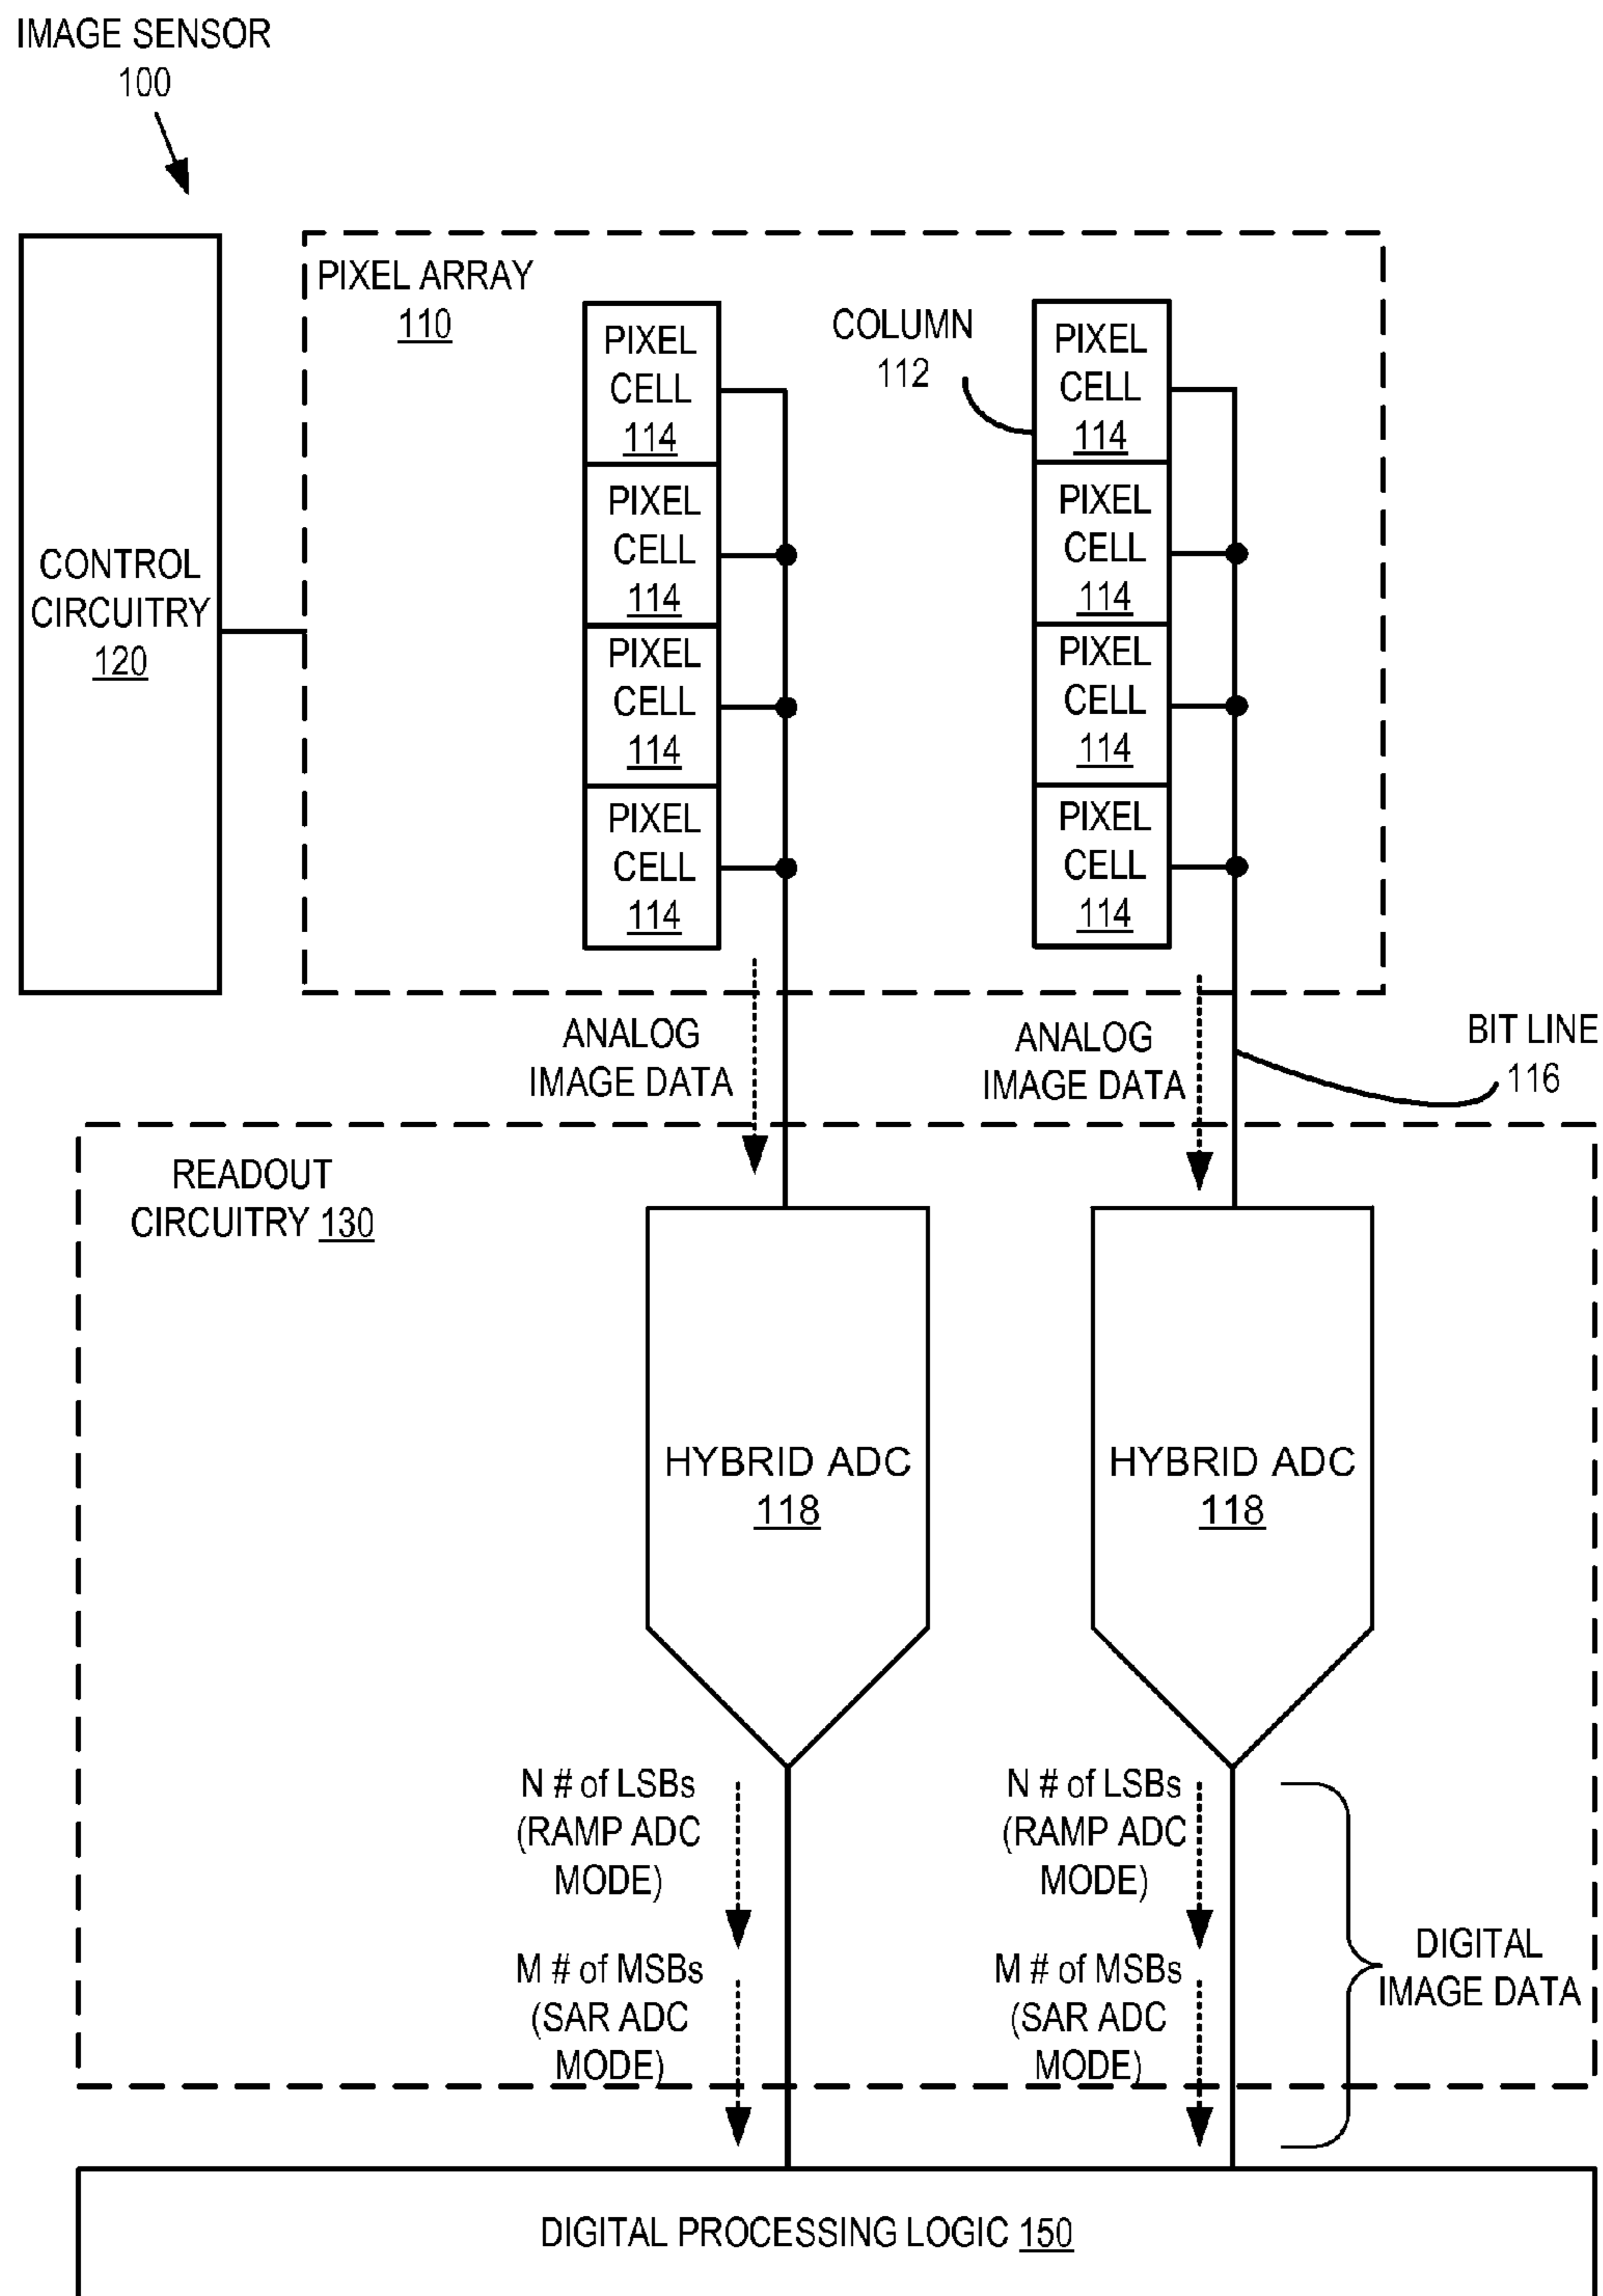 IMAGE SENSOR
100
PIXEL ARRAY
110
CONTROL
CIRCUITRY
120
PIXEL
CELL
114
PIXEL
CELL
114
PIXEL
CELL
114
PIXEL
CELL
114
COLUMN
112
PIXEL
CELL
114
PIXEL
CELL
114
PIXEL
CELL
114
PIXEL
CELL
114
ANALOG
IMAGE DATA
ANALOG
IMAGE DATA
BIT LINE
116
READOUT
CIRCUITRY 130
HYBRID ADC
118
HYBRID ADC
118
N # of LSBs
(RAMP ADC
MODE)
M # of MSBs
(SAR ADC
MODE)
N # of LSBs
(RAMP ADC
MODE)
M # of MSBs
(SAR ADC
MODE)
DIGITAL
IMAGE DATA
DIGITAL PROCESSING LOGIC 150